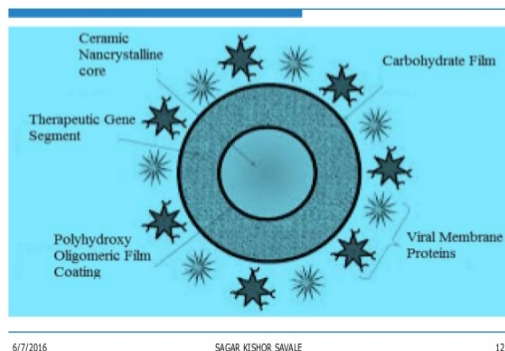 Ceramic
Nancrystalline
core
Carbohydrate Film
Therapeutic Gene
Segment
Polyhydroxy
Oligomeric Film
Coating
Viral Membrane
Proteins
6/7/2016
SAGAR KISHOR SAVALE
12